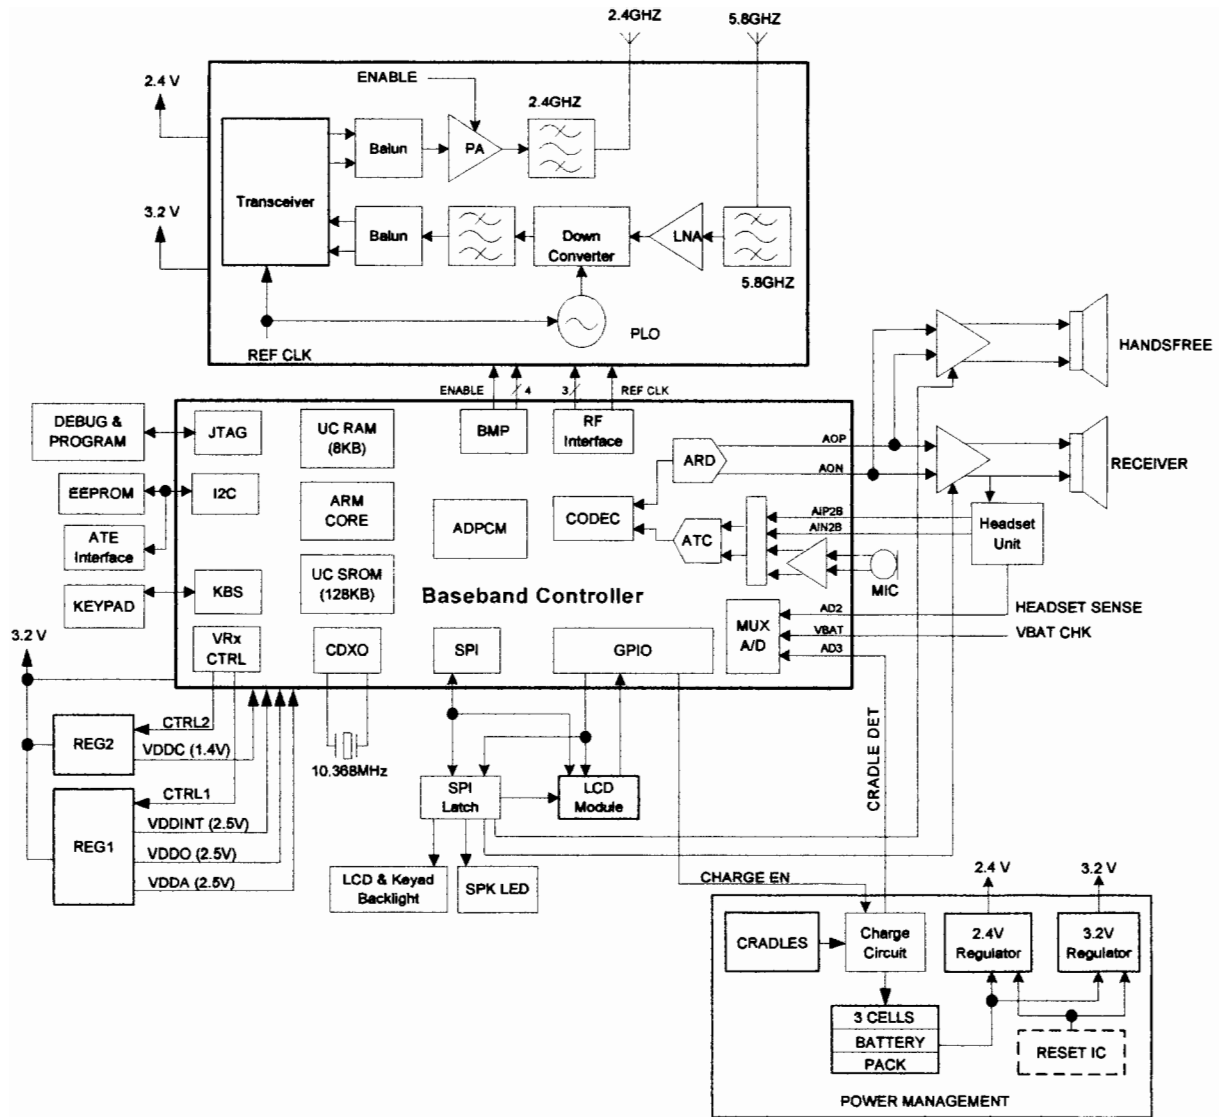 2.4GHZ
5.8GHZ
2.4 V
ENABLE
2.4GHZ
Balun
PA
Transceiver
3.2 V
Balun
Down
Converter
LNA
5.8GHZ
PLO
REF CLK
HANDSFREE
ENABLE
4
3
REF CLK
DEBUG &
PROGRAM
JTAG
UC RAM
(8KB)
BMP
RF
Interface
ARD
AOP
AON
RECEIVER
EEPROM
I2C
ARM
CORE
ADPCM
CODEC
ATC
AIP2B
AIN2B
Headset
Unit
ATE
Interface
MIC
KEYPAD
KBS
UC SROM
(128KB)
Baseband Controller
MUX
A/D
AD2
HEADSET SENSE
VBAT
VBAT CHK
AD3
3.2 V
VRx
CTRL
CDXO
SPI
GPIO
REG2
CTRL2
VDDC (1.4V)
10.368MHz
CRADLE DET
REG1
CTRL1
VDDINT (2.5V)
VDDO (2.5V)
VDDA (2.5V)
SPI
Latch
LCD
Module
LCD & Keyad
Backlight
SPK LED
CHARGE EN
2.4 V
3.2 V
CRADLES
Charge
Circuit
2.4V
Regulator
3.2V
Regulator
3 CELLS
BATTERY
PACK
RESET IC
POWER MANAGEMENT